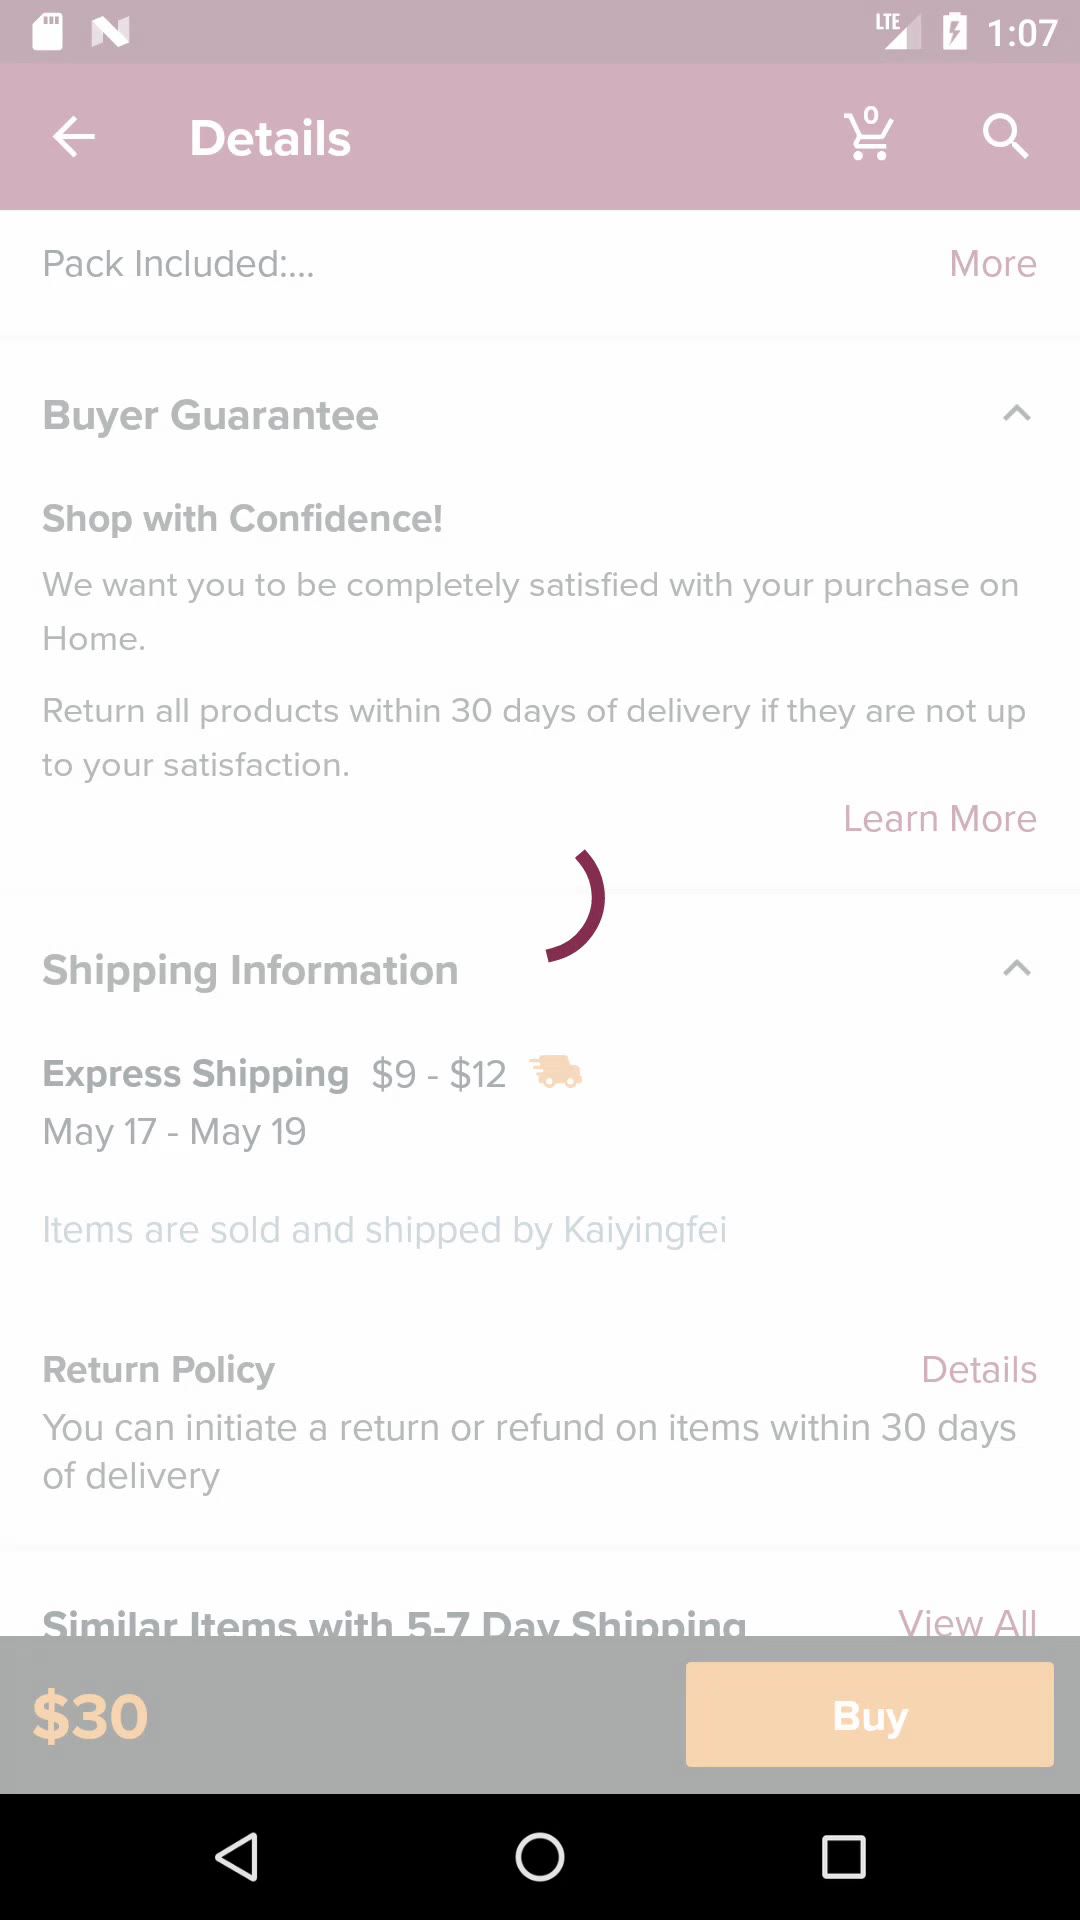 LTE 1:07
Details 0
Pack Included:... More
Buyer Guarantee
Shop with Confidence!
We want you to be completely satisfied with your purchase on
Home.
Return all products within 30 days of delivery if they are not up
to your satisfaction.
Learn More
Shipping Information
Express Shipping $9 - $12
May 17 - May 19
Items are sold and shipped by Kaiyingfei
Return Policy Details
You can initiate a return or refund on items within 30 days
of delivery
Similar Items with 5-7 Day Shipping View All
$30 Buy